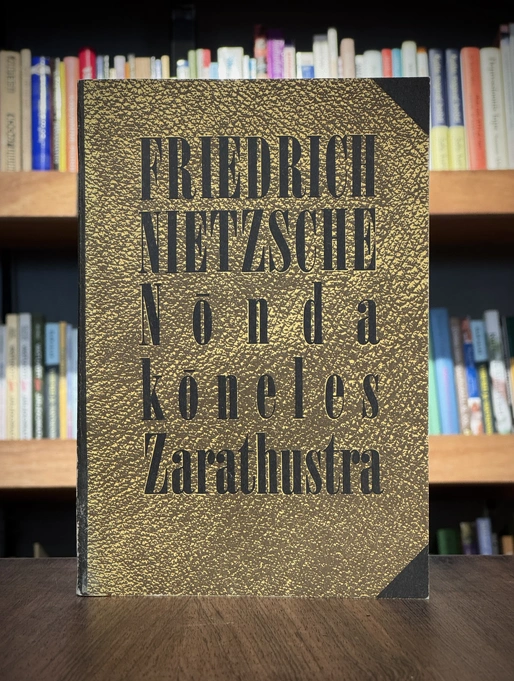 FRIEDRICH
NIETZSCHE
Nōnda
kōneles
Zarathustra